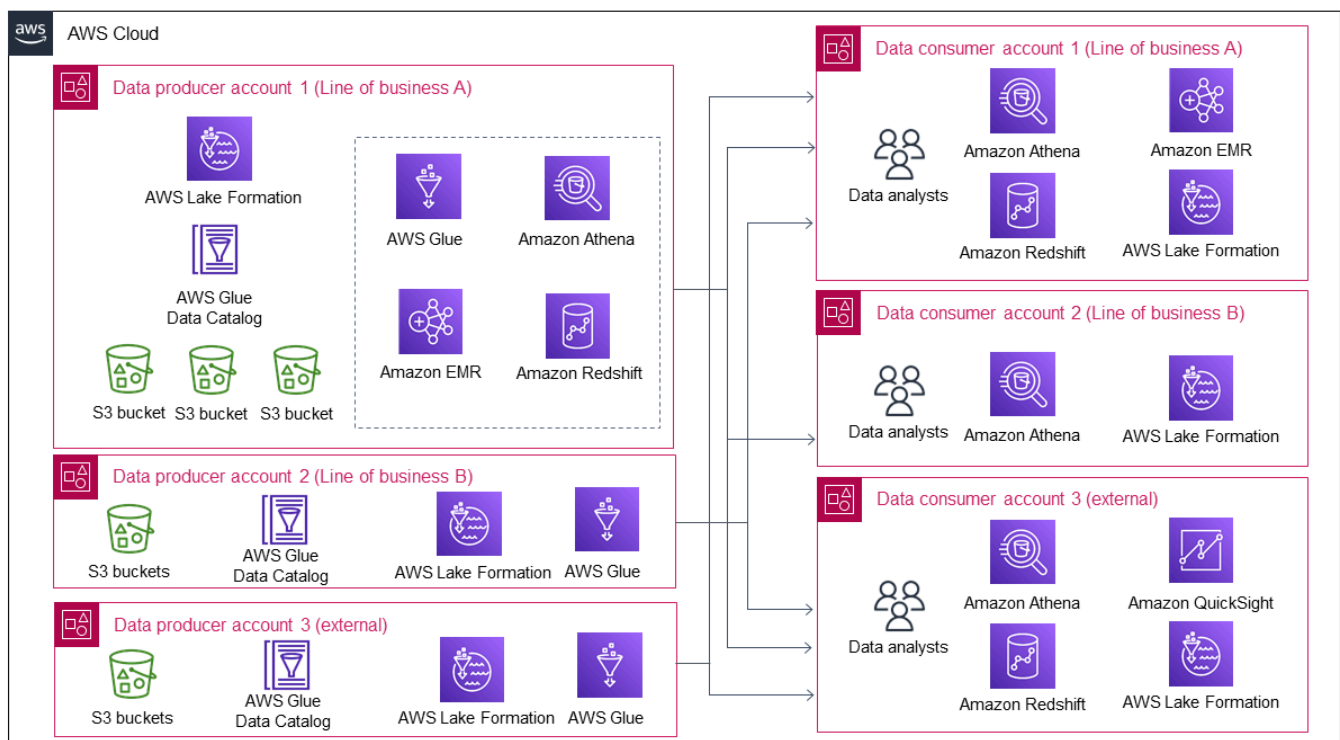 aws
AWS Cloud
Data producer account 1 (Line of business A)
AWS Lake Formation
AWS Glue
Data Catalog
S3 bucket
S3 bucket
S3 bucket
AWS Glue
Amazon Athena
Amazon EMR
Amazon Redshift
Data producer account 2 (Line of business B)
S3 buckets
AWS Glue
Data Catalog
AWS Lake Formation
AWS Glue
Data producer account 3 (external)
S3 buckets
AWS Glue
Data Catalog
AWS Lake Formation
AWS Glue
Data consumer account 1 (Line of business A)
Data analysts
Amazon Athena
Amazon EMR
Amazon Redshift
AWS Lake Formation
Data consumer account 2 (Line of business B)
Data analysts
Amazon Athena
AWS Lake Formation
Data consumer account 3 (external)
Data analysts
Amazon Athena
Amazon QuickSight
Amazon Redshift
AWS Lake Formation